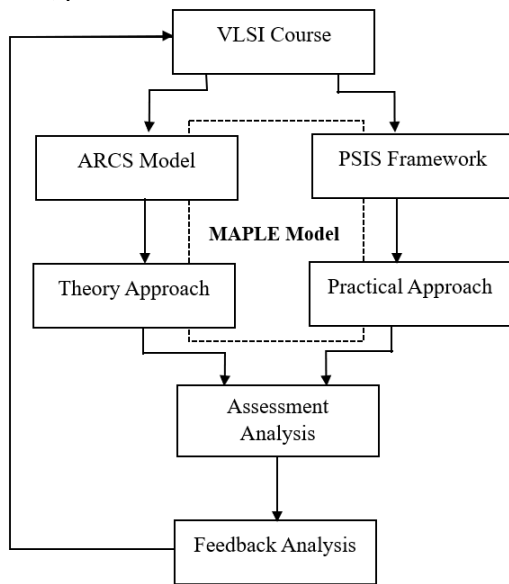 VLSI Course
ARCS Model
PSIS Framework
MAPLE Model
Theory Approach
Practical Approach
Assessment
Analysis
Feedback Analysis